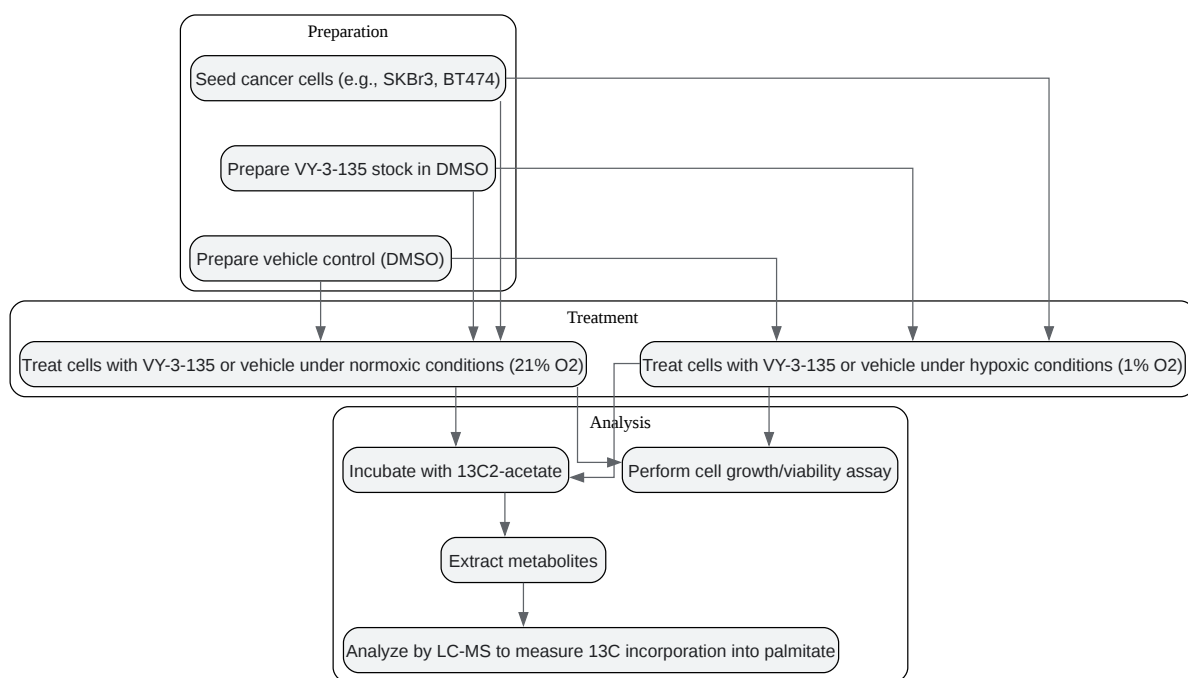 Preparation
Seed cancer cells (e.g., SKBr3, BT474)
Prepare VY-3-135 stock in DMSO
Prepare vehicle control (DMSO)
Treatment
Treat cells with VY-3-135 or vehicle under normoxic conditions (21% O2)
Treat cells with VY-3-135 or vehicle under hypoxic conditions (1% O2)
Analysis
Incubate with 13C2-acetate
Perform cell growth/viability assay
Extract metabolites
Analyze by LC-MS to measure 13C incorporation into palmitate